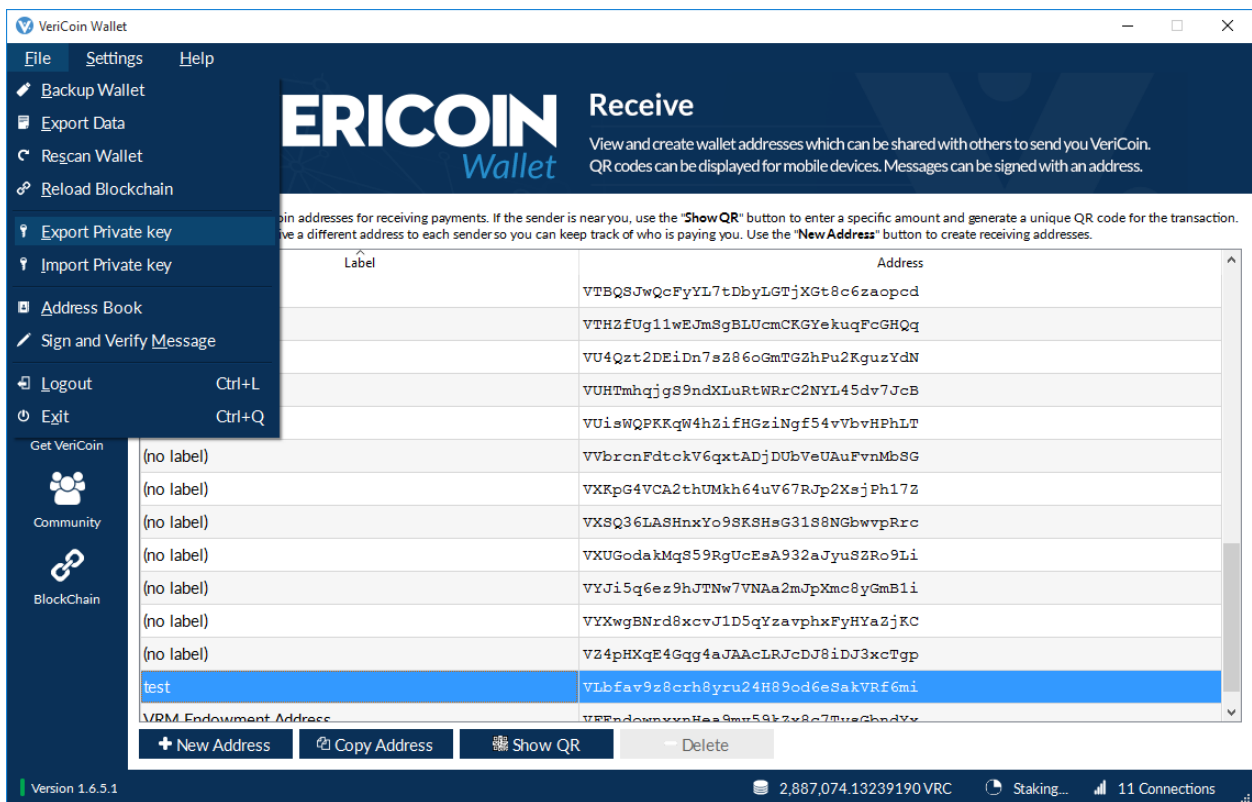 VeriCoin Wallet
File Settings Help
Backup Wallet
Export Data
Rescan Wallet
Reload Blockchain
Export Private key
Import Private key
Address Book
Sign and Verify Message
Logout Ctrl+L
Exit Ctrl+Q
ERICOIN
Wallet
Receive
View and create wallet addresses which can be shared with others to send you VeriCoin.
QR codes can be displayed for mobile devices. Messages can be signed with an address.
in addresses for receiving payments. If the sender is near you, use the "Show QR" button to enter a specific amount and generate a unique QR code for the transaction.
ve a different address to each sender so you can keep track of who is paying you. Use the "New Address" button to create receiving addresses.
Label Address
VTBQSJwQcFyYL7tDbyLGTjXGt8c6zaopcd
VTHZfUg11wEJmSgBLUcmCKGYekuqFcGHQq
VU4Qzt2DEiDn7sZ86oGmTGZhPu2KguzYdN
VUHTmhqjgS9ndXLuRtWRrC2NYL45dv7JcB
VUisWQPKKqW4hZifHGziNgf54vVbvHPhLT
(no label) VVbrcnFdtckV6qxtADjDUbVeUAuFvnMbSG
(no label) VXKpG4VCA2thUMkh64uV67RJp2XsjPh17Z
(no label) VXSQ36LASHnxYo9SKSHsG31S8NGbwvpRrc
(no label) VXUGodakMqS59RgUcEsA932aJyuSZRo9Li
(no label) VYJi5q6ez9hJTNw7VNAa2mJpXmc8yGmB1i
(no label) VYXwgBNrd8xcvJ1D5qYzavphxFyHYaZjKC
(no label) VZ4pHXqE4Gqg4aJAAcLRJcDJ8iDJ3xcTgp
test VLbfav9z8crh8yru24H89od6eSakVRf6mi
VRM Endowment Address
Get VeriCoin
Community
BlockChain
New Address Copy Address Show QR Delete
Version 1.6.5.1 2,887,074.13239190 VRC Staking... 11 Connections